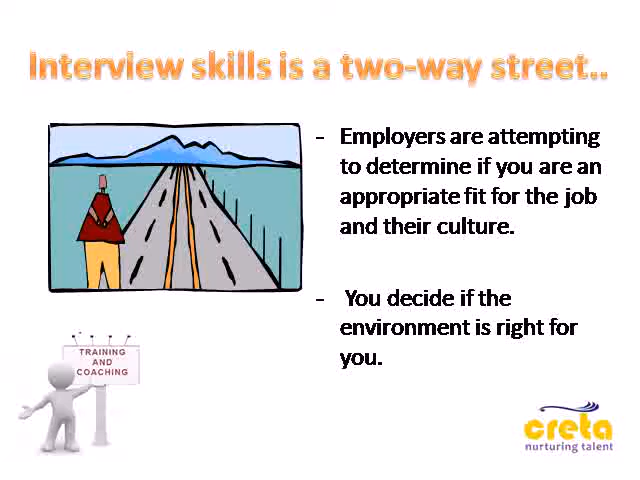 Interview skills is a two-way street..
- Employers are attempting
to determine if you are an
appropriate fit for the job
and their culture.
- You decide if the
environment is right for
you.
TRAINING
AND
COACHING
creta
nurturing talent